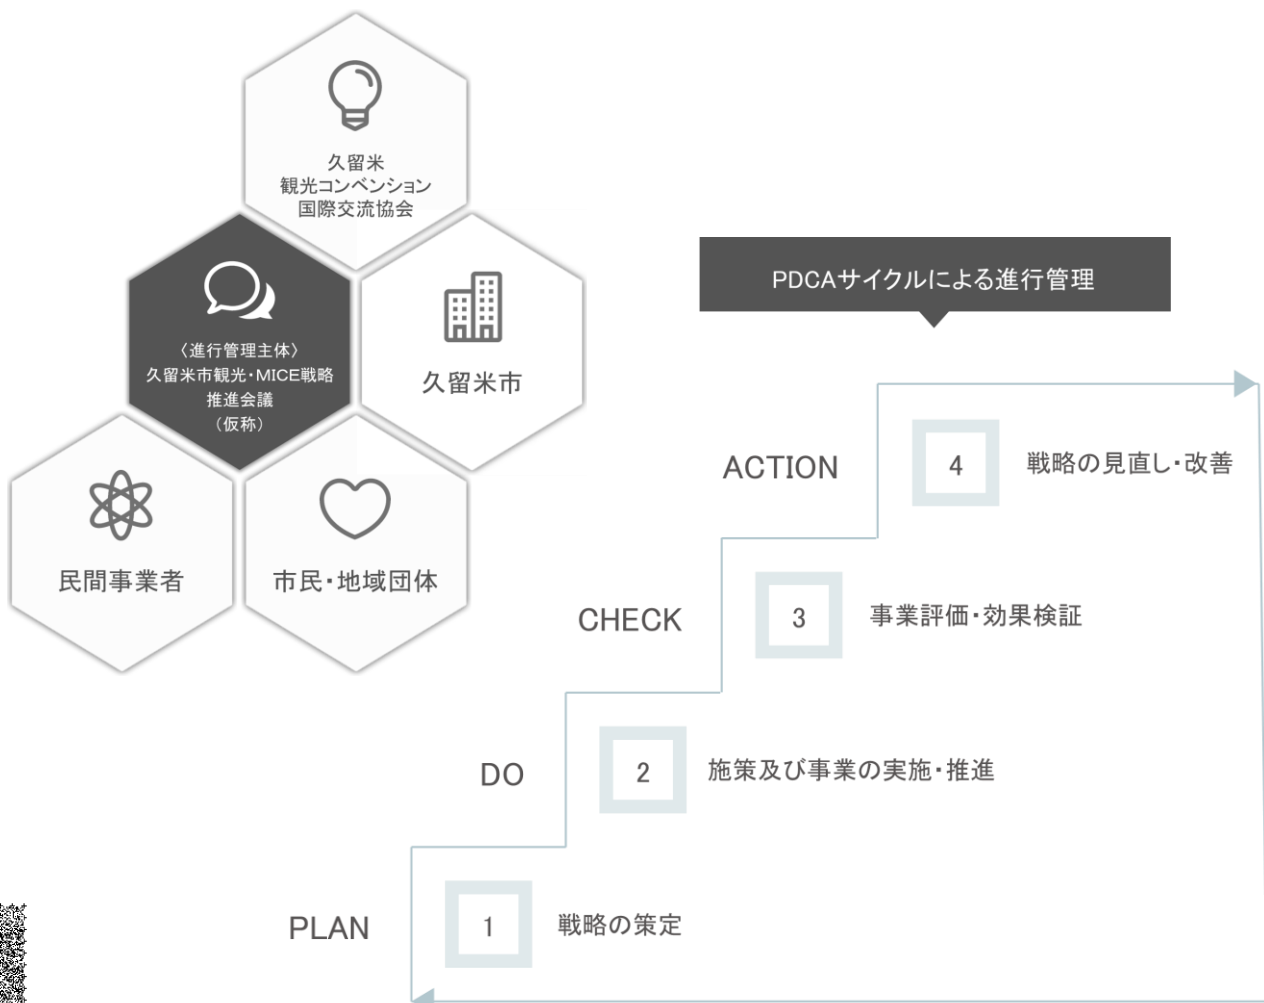 久留米
観光コンベンション
国際交流協会
〈進行管理主体〉
久留米市観光・MICE戦略
推進会議
（仮称）
久留米市
民間事業者
市民・地域団体
PDCAサイクルによる進行管理
ACTION
4
戦略の見直し・改善
CHECK
3
事業評価・効果検証
DO
2
施策及び事業の実施・推進
PLAN
1
戦略の策定